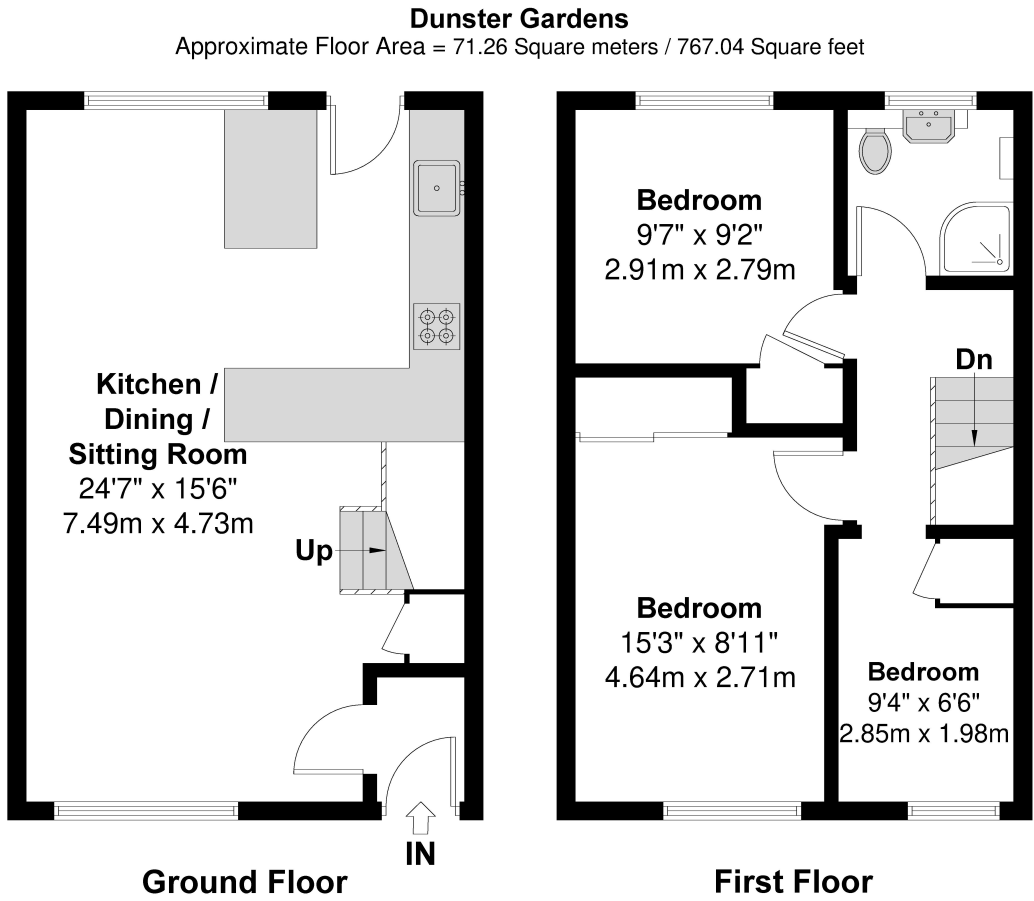 Dunster Gardens
Approximate Floor Area = 71.26 Square meters / 767.04 Square feet
Kitchen /
Dining /
Sitting Room
24'7" x 15'6"
7.49m x 4.73m
Up
IN
Ground Floor
Bedroom
9'7" x 9'2"
2.91m x 2.79m
Dn
Bedroom
15'3" x 8'11"
4.64m x 2.71m
Bedroom
9'4" x 6'6"
2.85m x 1.98m
First Floor